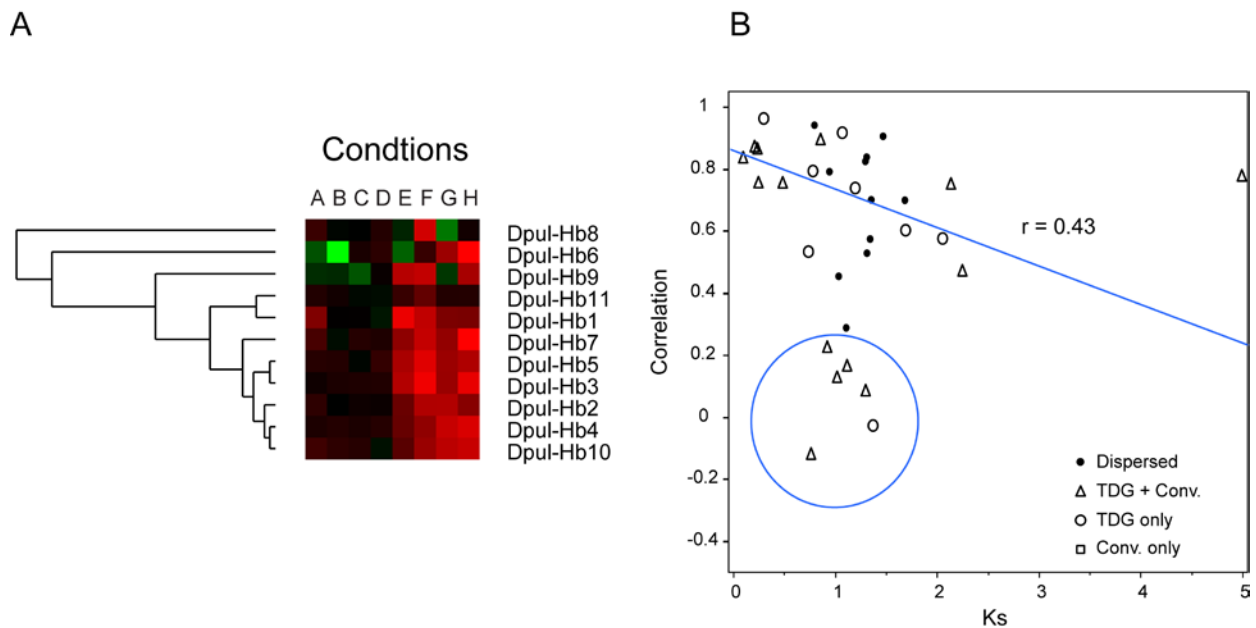 A
B
Condtions
A B C D E F G H
Dpul-Hb8
Dpul-Hb6
Dpul-Hb9
Dpul-Hb11
Dpul-Hb1
Dpul-Hb7
Dpul-Hb5
Dpul-Hb3
Dpul-Hb2
Dpul-Hb4
Dpul-Hb10
Correlation
1
0.8
0.6
0.4
0.2
0
-0.2
-0.4
r = 0.43
Dispersed
TDG + Conv.
TDG only
Conv. only
0 1 2 3 4 5
Ks